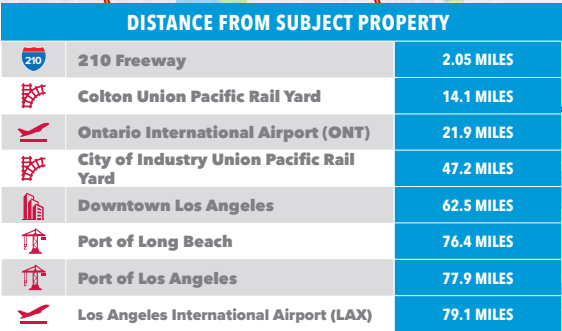 DISTANCE FROM SUBJECT PROPERTY
210 210 Freeway 2.05 MILES
Colton Union Pacific Rail Yard 14.1 MILES
Ontario International Airport (ONT) 21.9 MILES
City of Industry Union Pacific Rail
Yard 47.2 MILES
Downtown Los Angeles 62.5 MILES
Port of Long Beach 76.4 MILES
Port of Los Angeles 77.9 MILES
Los Angeles International Airport (LAX) 79.1 MILES